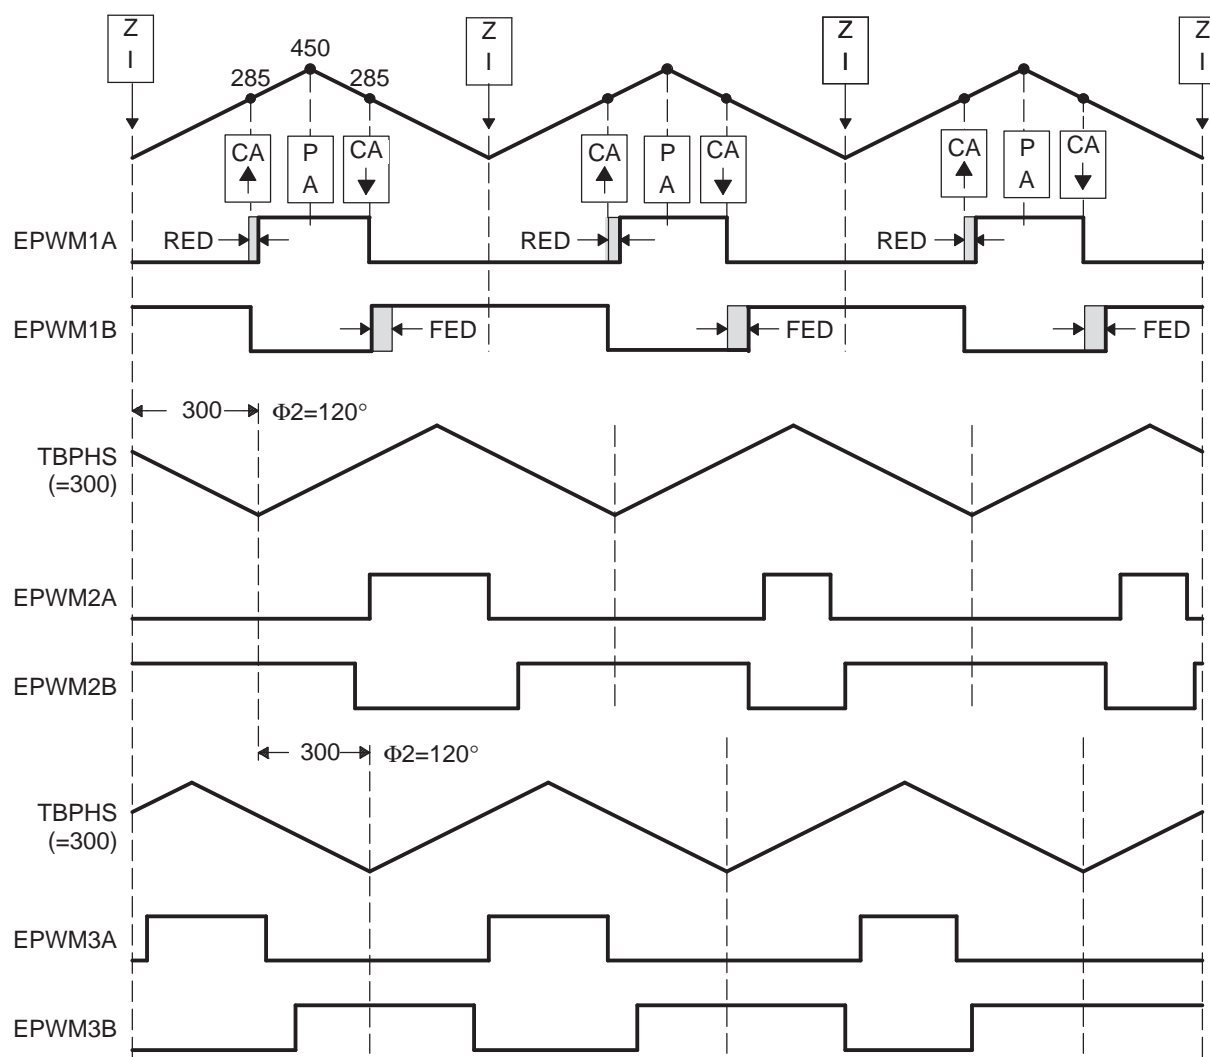 Z
I
Z
I
Z
I
Z
I
450
285
285
CA
P
A
CA
CA
P
A
CA
CA
P
A
CA
EPWM1A
RED
RED
RED
EPWM1B
FED
FED
FED
300
Φ2=120°
TBPHS
(=300)
EPWM2A
EPWM2B
300
Φ2=120°
TBPHS
(=300)
EPWM3A
EPWM3B